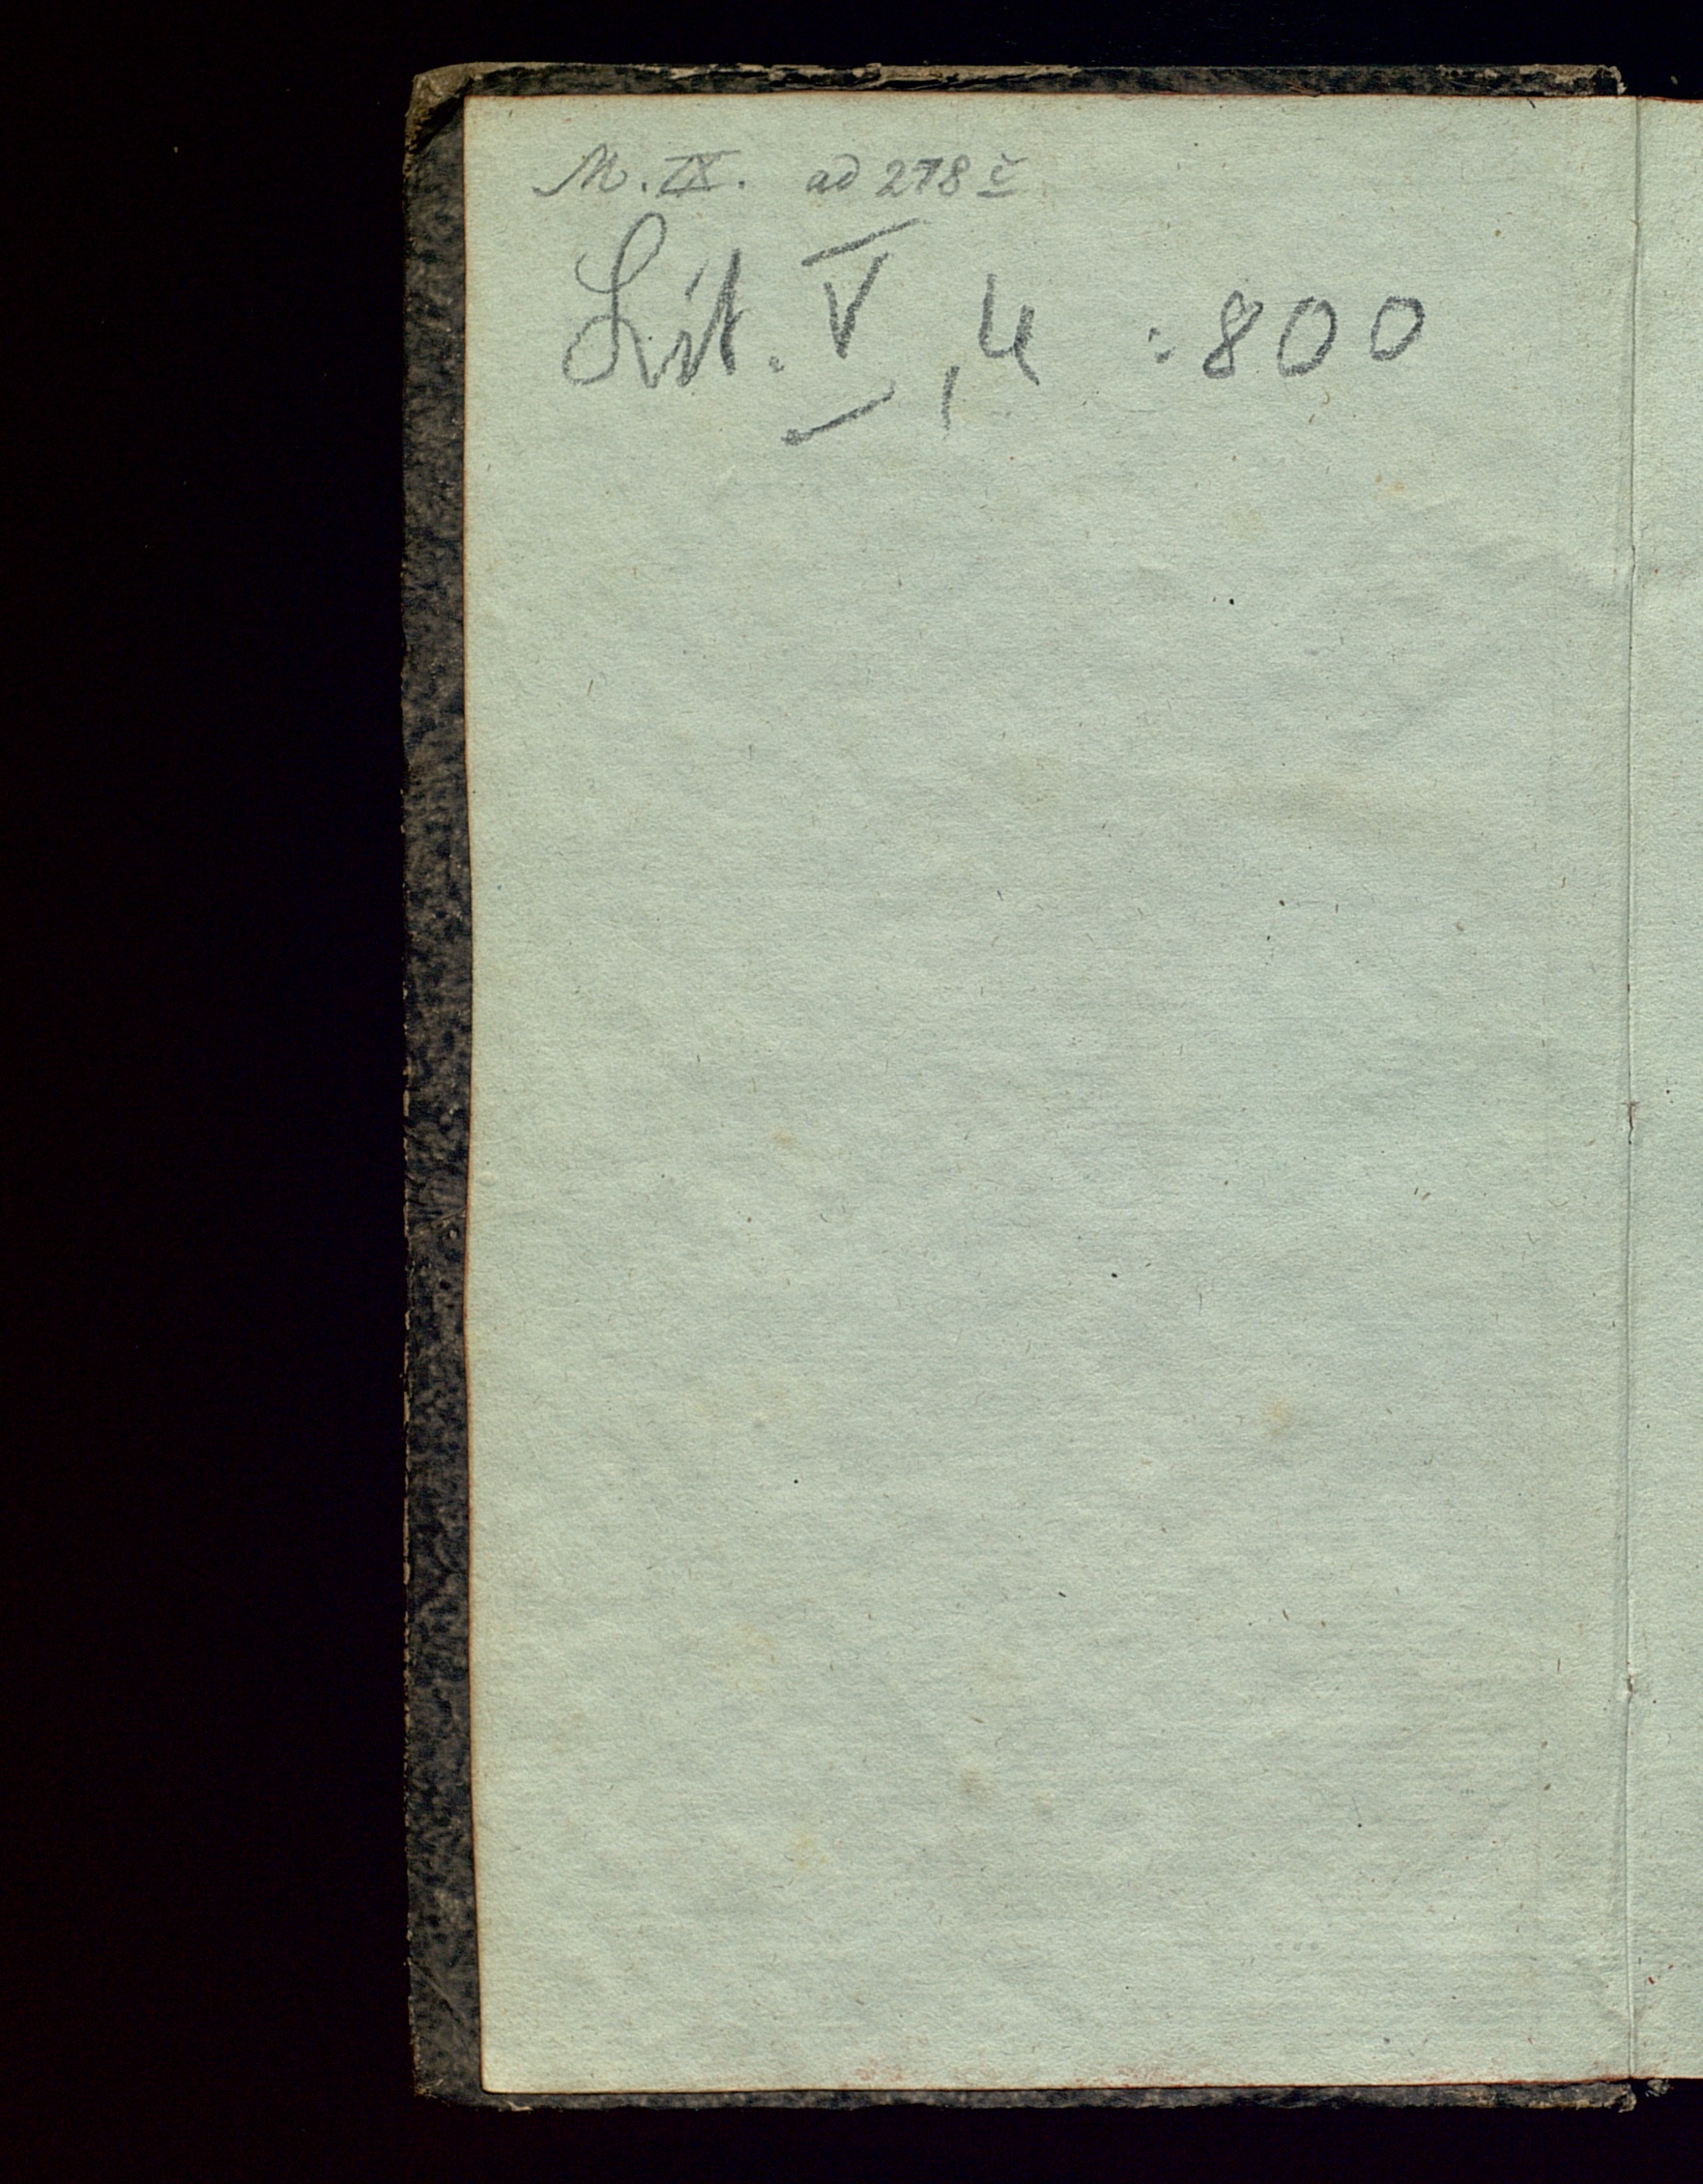 M. IX. ad 278 c
Lit. V, 4 : 800